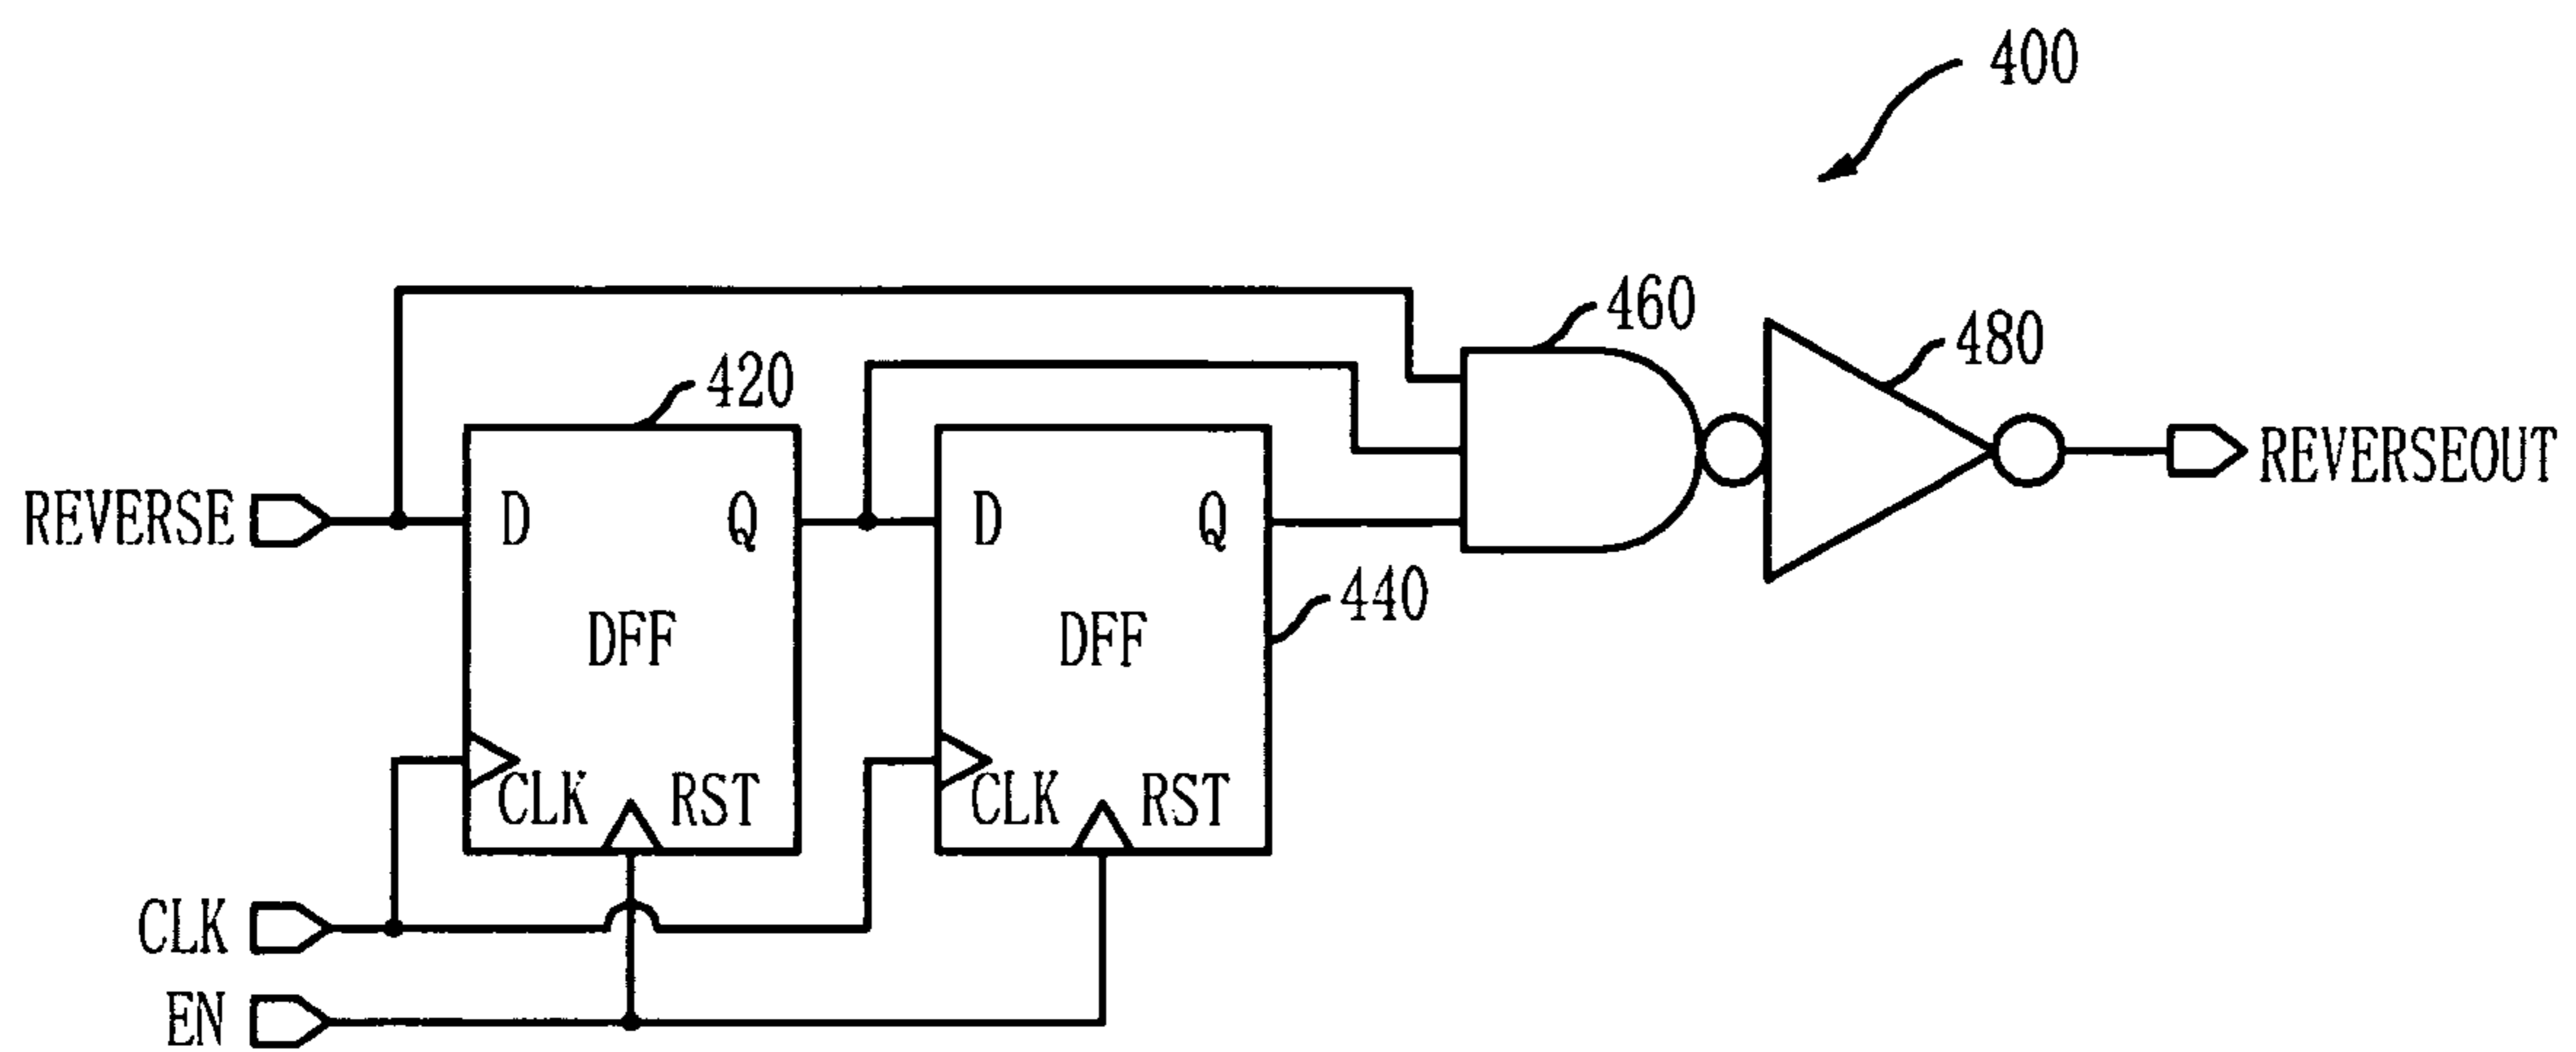 400
460
480
420
REVERSEOUT
REVERSE
D
Q
D
Q
440
DFF
DFF
CLK
RST
CLK
RST
CLK
EN